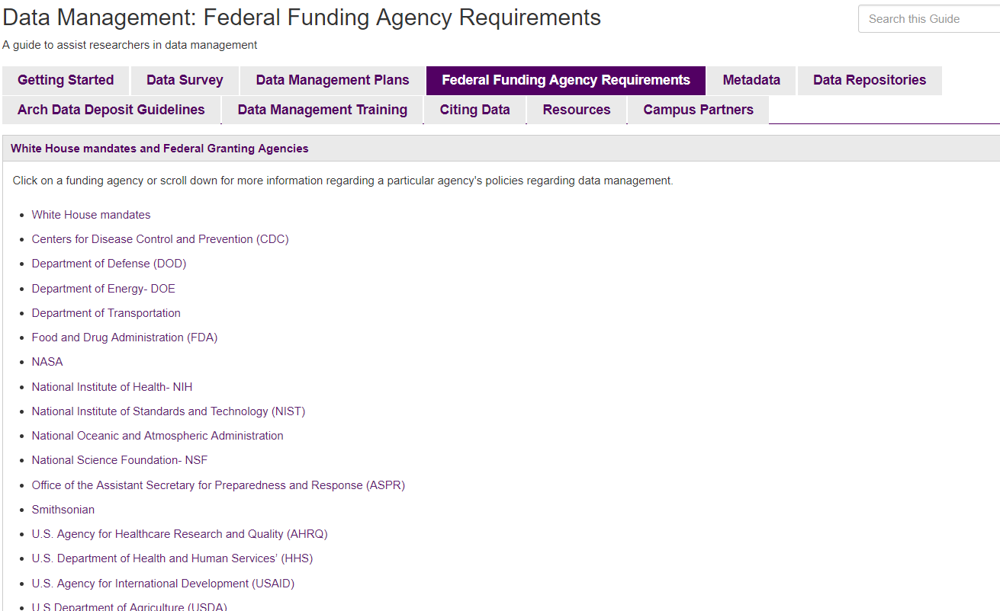 Data Management: Federal Funding Agency Requirements
Search this Guide
A guide to assist researchers in data management
Getting Started Data Survey Data Management Plans Federal Funding Agency Requirements Metadata Data Repositories
Arch Data Deposit Guidelines Data Management Training Citing Data Resources Campus Partners
White House mandates and Federal Granting Agencies
Click on a funding agency or scroll down for more information regarding a particular agency's policies regarding data management.
White House mandates
Centers for Disease Control and Prevention (CDC)
Department of Defense (DOD)
Department of Energy- DOE
Department of Transportation
Food and Drug Administration (FDA)
NASA
National Institute of Health- NIH
National Institute of Standards and Technology (NIST)
National Oceanic and Atmospheric Administration
National Science Foundation- NSF
Office of the Assistant Secretary for Preparedness and Response (ASPR)
Smithsonian
U.S. Agency for Healthcare Research and Quality (AHRQ)
U.S. Department of Health and Human Services’ (HHS)
U.S. Agency for International Development (USAID)
U.S Department of Agriculture (USDA)